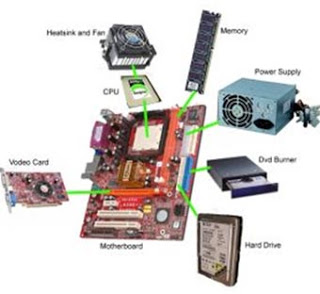 Heatsink and Fan
Memory
Power Supply
CPU
Dvd Burner
Vodeo Card
Motherboard
Hard Drive